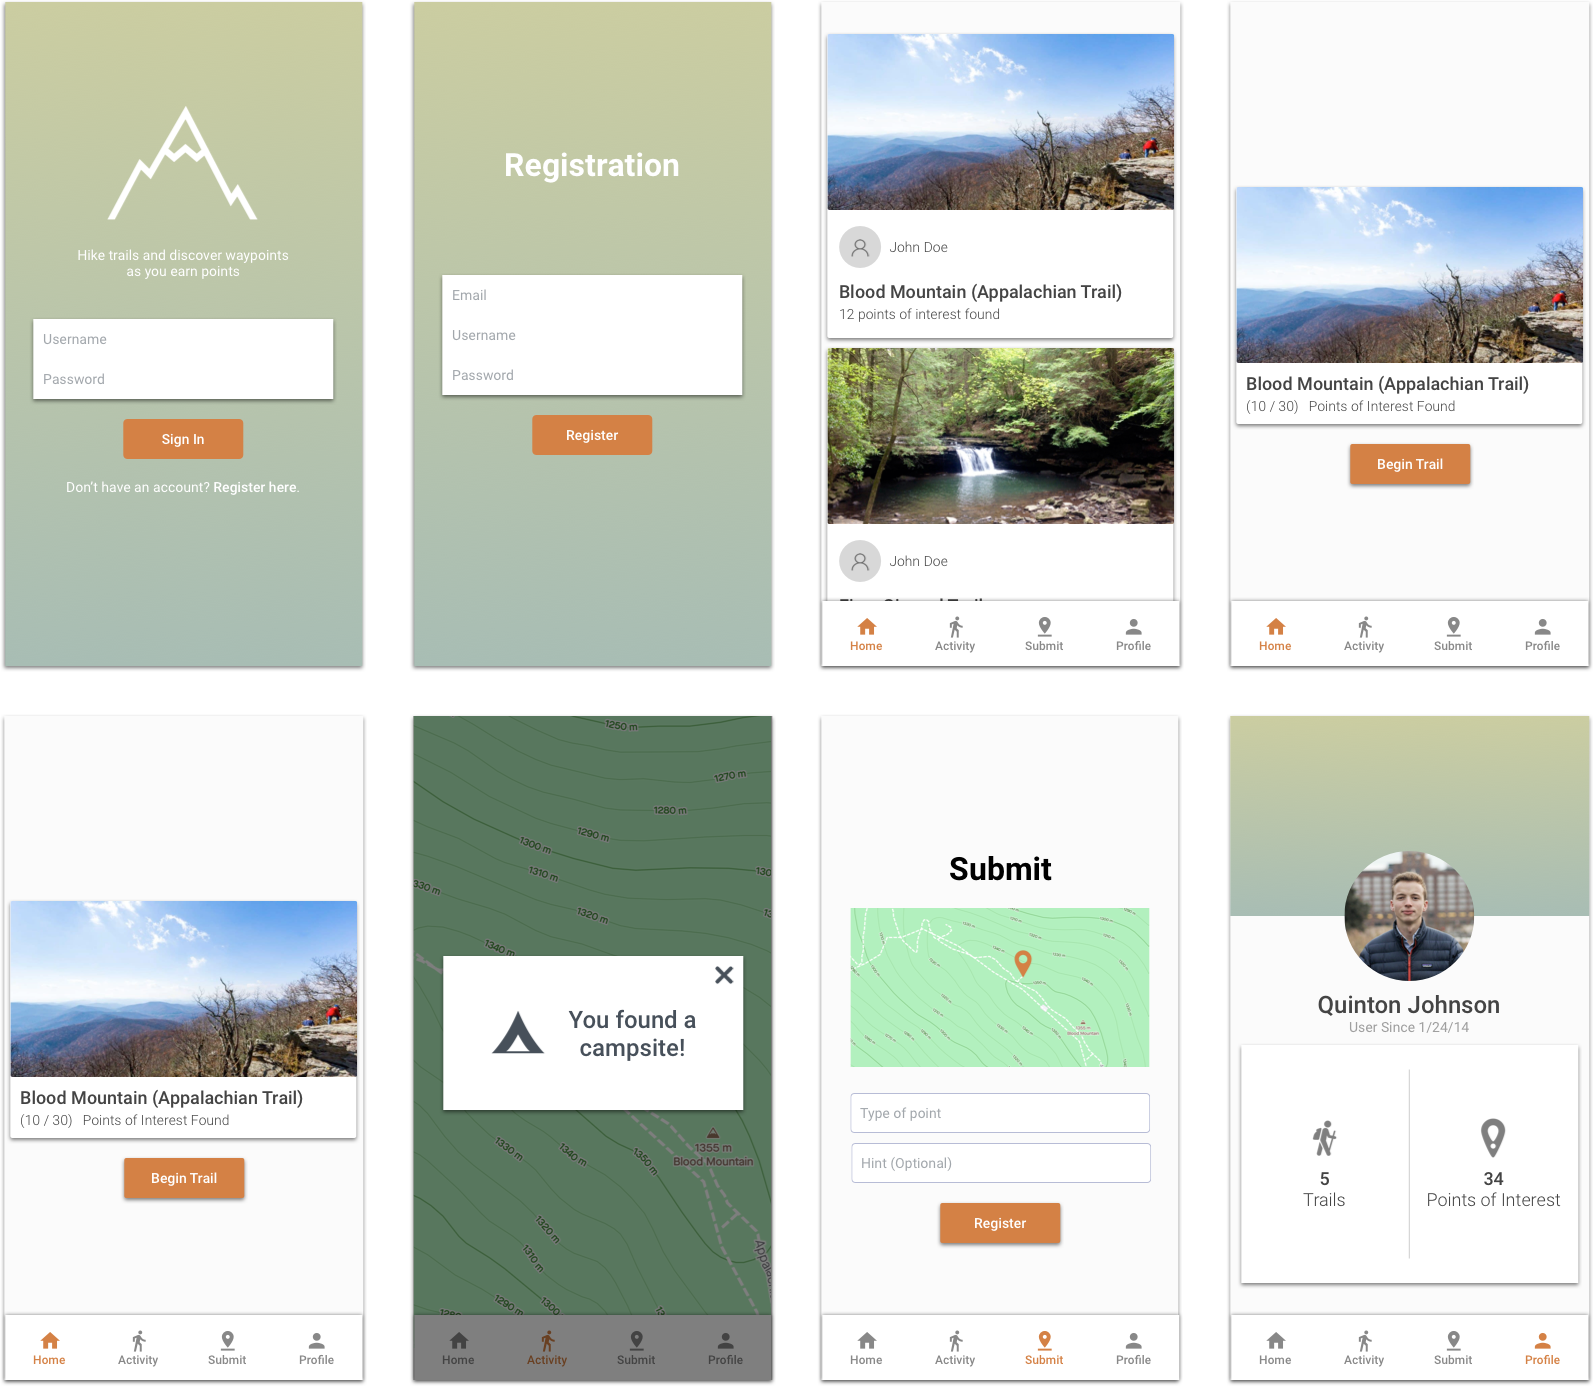 Hike trails and discover waypoints
as you earn points
Username
Password
Sign In
Don't have an account? Register here.
Registration
Email
Username
Password
Register
John Doe
Blood Mountain (Appalachian Trail)
12 points of interest found
John Doe
Home
Activity
Submit
Profile
Blood Mountain (Appalachian Trail)
(10 / 30) Points of Interest Found
Begin Trail
Home
Activity
Submit
Profile
Blood Mountain (Appalachian Trail)
(10 / 30) Points of Interest Found
Begin Trail
Home
Activity
Submit
Profile
1250 m
1270 m
1280 m
1290 m
1300 m
1310 m
1320 m
1340 m
You found a
campsite!
1330 m
1340 m
1350 m
1355 m
Blood Mountain
1320 m
1310 m
1290 m
1300
Home
Activity
Submit
Profile
Submit
Blood Mountain
Type of point
Hint (Optional)
Register
Home
Activity
Submit
Profile
Quinton Johnson
User Since 1/24/14
5
Trails
34
Points of Interest
Home
Activity
Submit
Profile